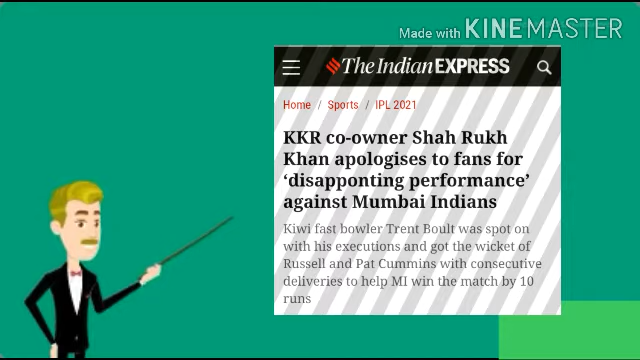 Made with KINEMASTER
The Indian EXPRESS
Home / Sports / IPL 2021
KKR co-owner Shah Rukh
Khan apologises to fans for
‘disapponting performance’
against Mumbai Indians
Kiwi fast bowler Trent Boult was spot on
with his executions and got the wicket of
Russell and Pat Cummins with consecutive
deliveries to help MI win the match by 10
runs